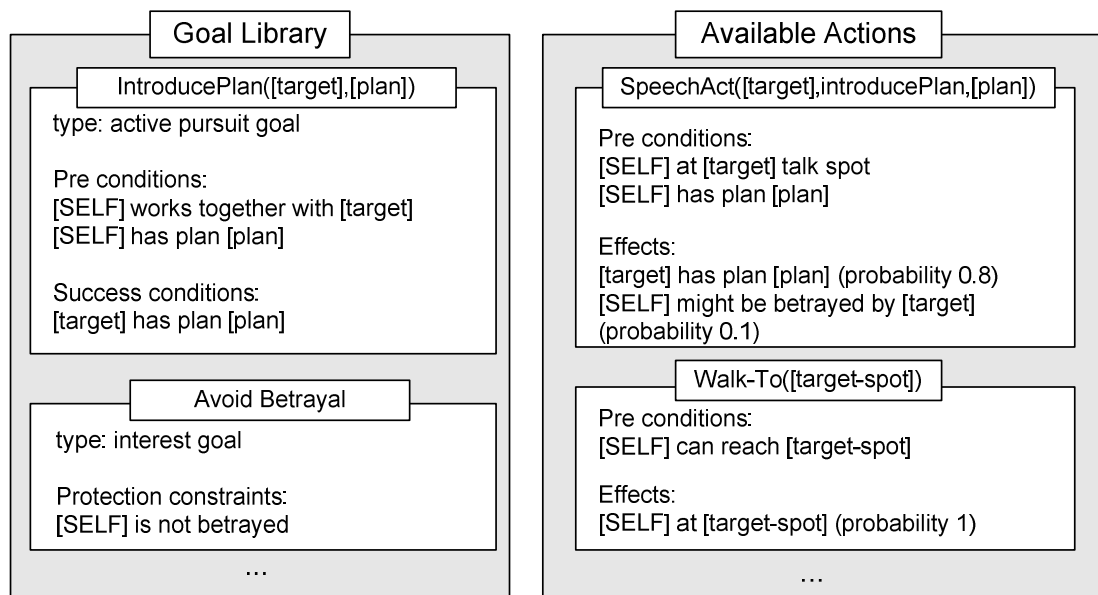 Goal Library
IntroducePlan([target],[plan])
type: active pursuit goal
Pre conditions:
[SELF] works together with [target]
[SELF] has plan [plan]
Success conditions:
[target] has plan [plan]
Avoid Betrayal
type: interest goal
Protection constraints:
[SELF] is not betrayed
...
Available Actions
SpeechAct([target],introducePlan,[plan])
Pre conditions:
[SELF] at [target] talk spot
[SELF] has plan [plan]
Effects:
[target] has plan [plan] (probability 0.8)
[SELF] might be betrayed by [target]
(probability 0.1)
Walk-To([target-spot])
Pre conditions:
[SELF] can reach [target-spot]
Effects:
[SELF] at [target-spot] (probability 1)
...